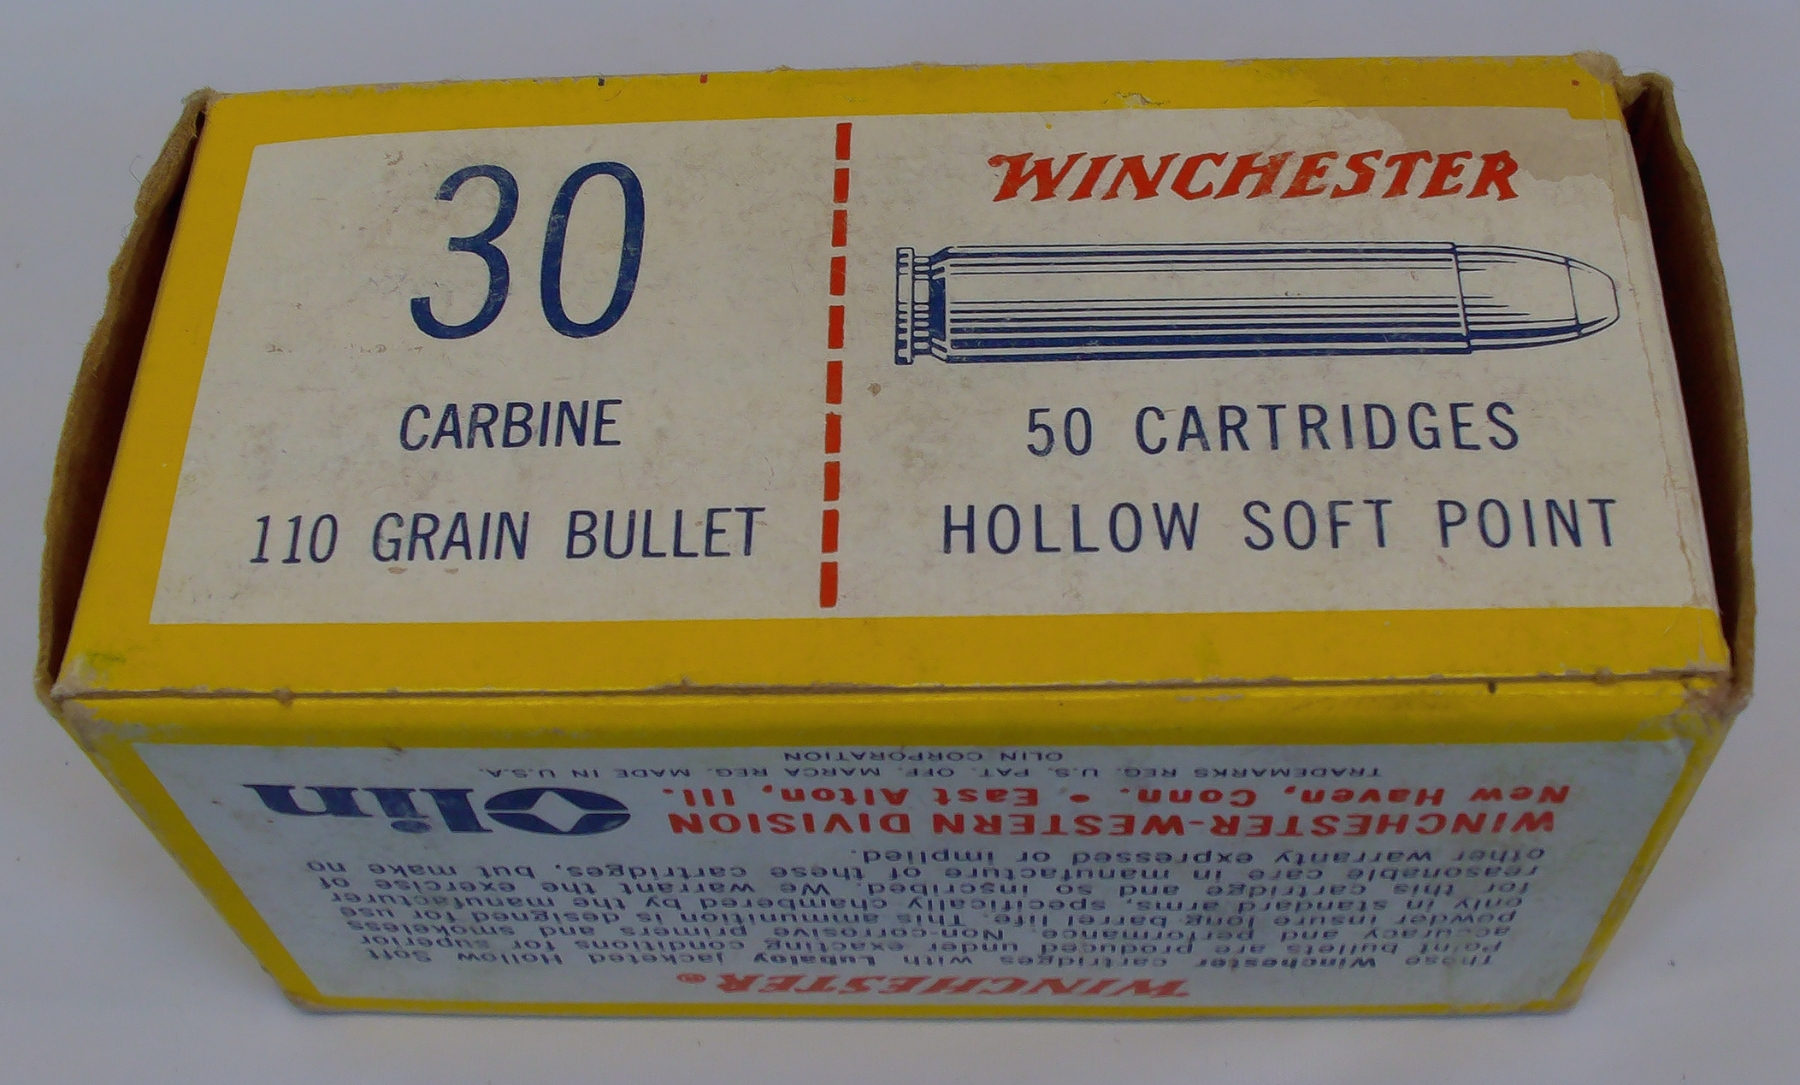 30
CARBINE
110 GRAIN BULLET
WINCHESTER
50 CARTRIDGES
HOLLOW SOFT POINT
WINCHESTER®
These Winchester cartridges with Lubaloy jacketed Hollow Soft
Point bullets are produced under exacting conditions for superior
accuracy and performance. Non-corrosive primers and smokeless
powder insure long barrel life. This ammunition is designed for use
only in standard arms, specifically chambered by the manufacturer
for this cartridge and so inscribed. We warrant the exercise of
reasonable care in manufacture of these cartridges, but make no
other warranty expressed or implied.
WINCHESTER-WESTERN DIVISION
New Haven, Conn. • East Alton, Ill.
Olin
TRADEMARKS REG. U.S. PAT. OFF. MARCA REG. MADE IN U.S.A.
OLIN CORPORATION